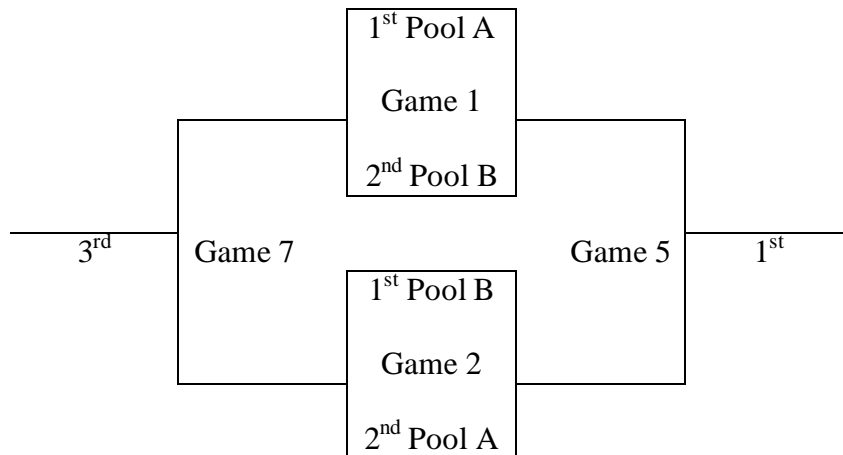 1st Pool A
Game 1
2nd Pool B
3rd
Game 7
Game 5
1st
1st Pool B
Game 2
2nd Pool A